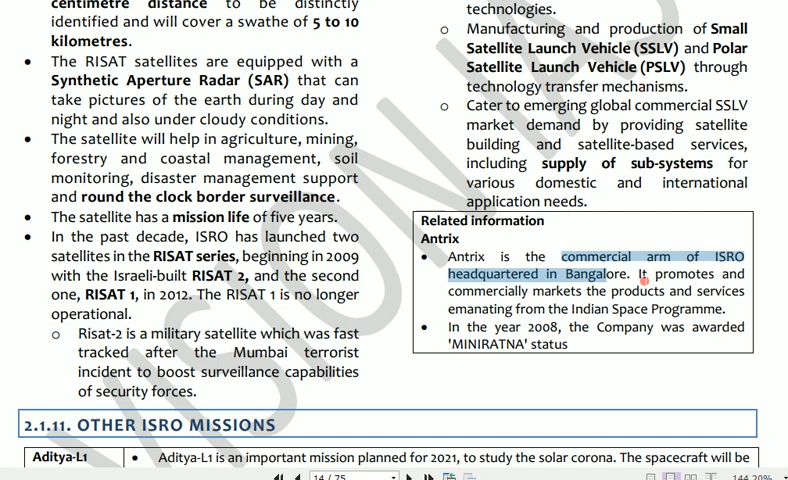 centimetre distance to be distinctly
identified and will cover a swathe of 5 to 10
kilometres.
• The RISAT satellites are equipped with a
Synthetic Aperture Radar (SAR) that can
take pictures of the earth during day and
night and also under cloudy conditions.
• The satellite will help in agriculture, mining,
forestry and coastal management, soil
monitoring, disaster management support
and round the clock border surveillance.
• The satellite has a mission life of five years.
• In the past decade, ISRO has launched two
satellites in the RISAT series, beginning in 2009
with the Israeli-built RISAT 2, and the second
one, RISAT 1, in 2012. The RISAT 1 is no longer
operational.
o Risat-2 is a military satellite which was fast
tracked after the Mumbai terrorist
incident to boost surveillance capabilities
of security forces.
technologies.
o Manufacturing and production of Small
Satellite Launch Vehicle (SSLV) and Polar
Satellite Launch Vehicle (PSLV) through
technology transfer mechanisms.
o Cater to emerging global commercial SSLV
market demand by providing satellite
building and satellite-based services,
including supply of sub-systems for
various domestic and international
application needs.
Related information
Antrix
• Antrix is the commercial arm of ISRO
headquartered in Bangalore. It promotes and
commercially markets the products and services
emanating from the Indian Space Programme.
• In the year 2008, the Company was awarded
'MINIRATNA' status
2.1.11. OTHER ISRO MISSIONS
Aditya-L1 • Aditya-L1 is an important mission planned for 2021, to study the solar corona. The spacecraft will be
VISION IAS
14 / 75
144.20%